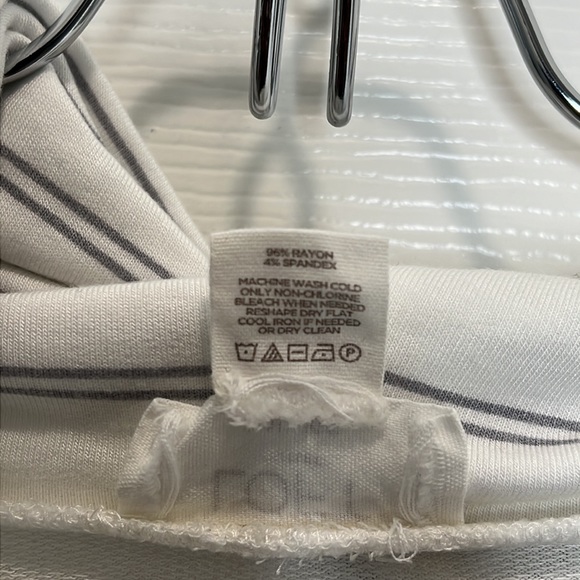 96% RAYON
4% SPANDEX
MACHINE WASH COLD
ONLY NON-CHLORINE
BLEACH WHEN NEEDED
RESHAPE DRY FLAT
COOL IRON IF NEEDED
OR DRY CLEAN
P